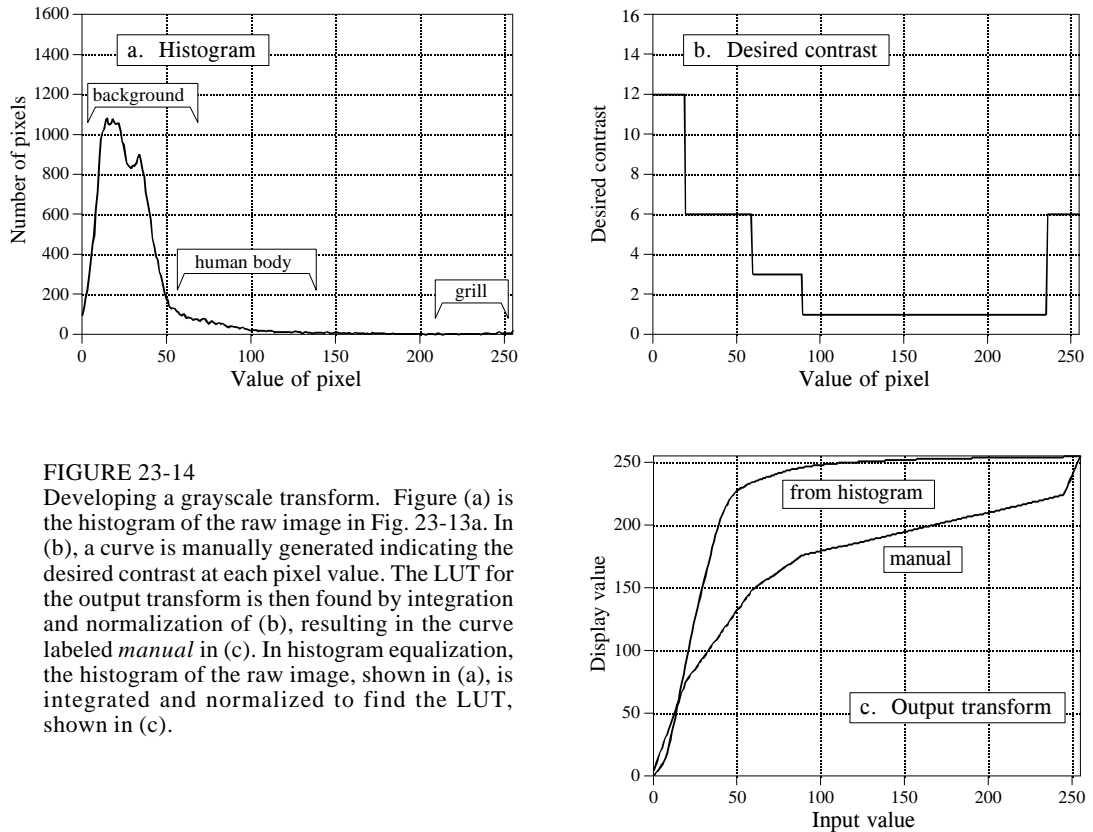 a. Histogram
background
human body
grill
Number of pixels
1600
1400
1200
1000
800
600
400
200
0
0 50 100 150 200 250
Value of pixel
b. Desired contrast
Desired contrast
16
14
12
10
8
6
4
2
0
0 50 100 150 200 250
Value of pixel
FIGURE 23-14
Developing a grayscale transform. Figure (a) is
the histogram of the raw image in Fig. 23-13a. In
(b), a curve is manually generated indicating the
desired contrast at each pixel value. The LUT for
the output transform is then found by integration
and normalization of (b), resulting in the curve
labeled manual in (c). In histogram equalization,
the histogram of the raw image, shown in (a), is
integrated and normalized to find the LUT,
shown in (c).
from histogram
manual
c. Output transform
Display value
250
200
150
100
50
0
0 50 100 150 200 250
Input value